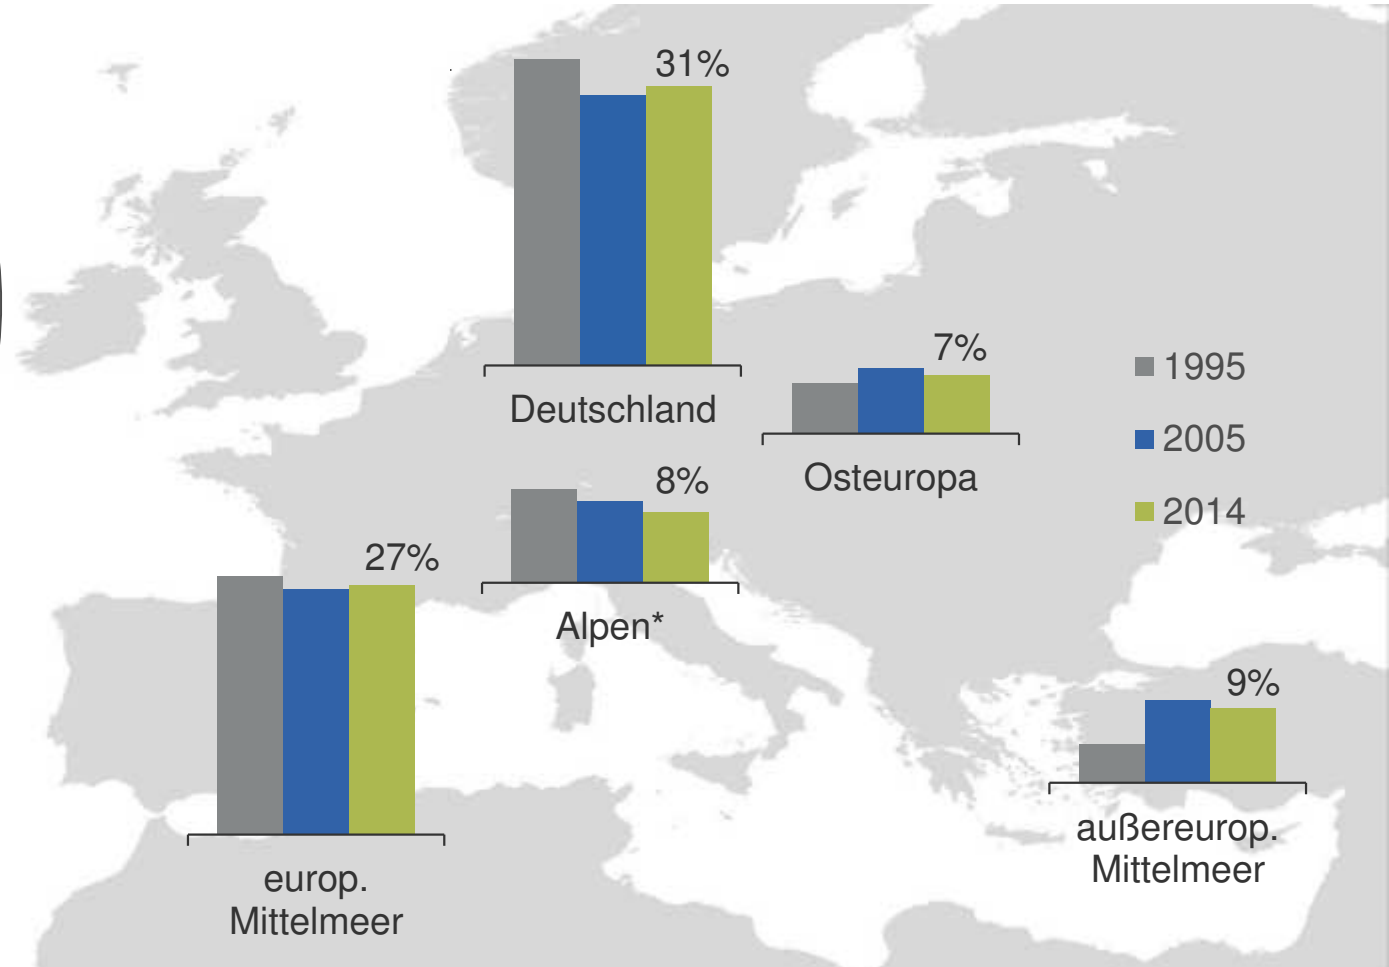 31%
Deutschland
7%
Osteuropa
1995
2005
2014
8%
Alpen*
27%
europ.
Mittelmeer
9%
außereurop.
Mittelmeer